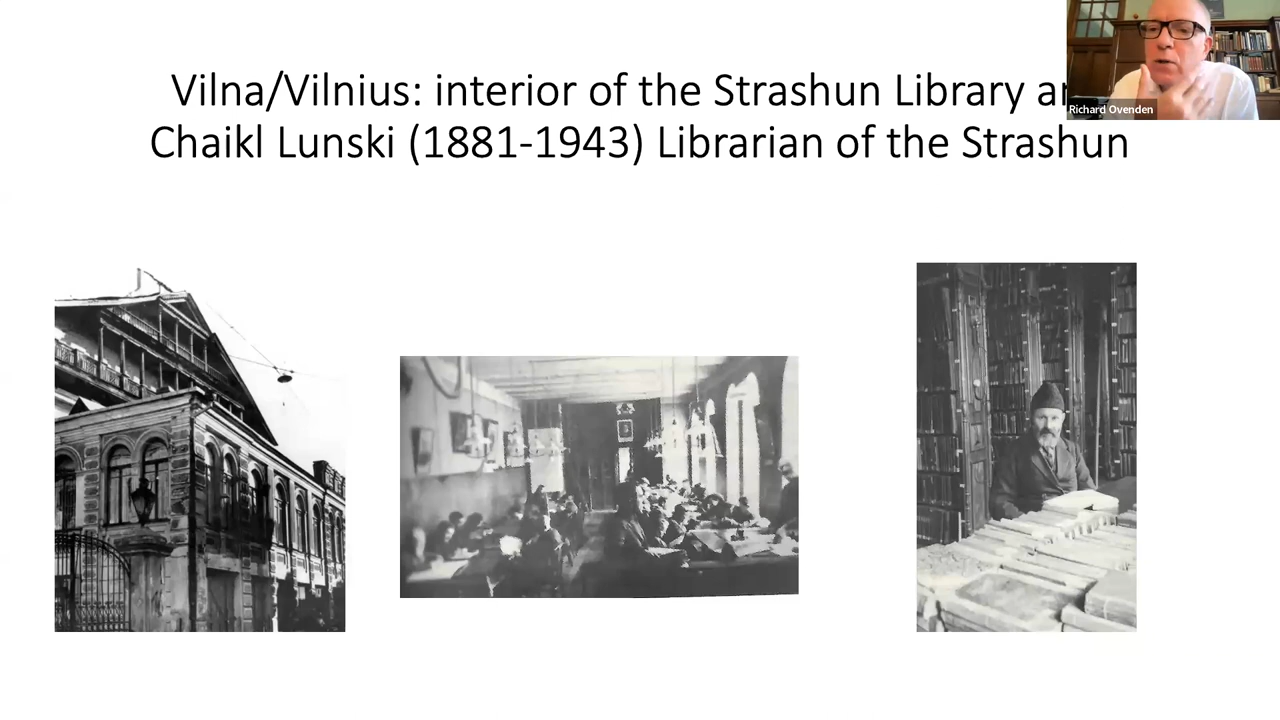 Vilna/Vilnius: interior of the Strashun Library
Richard Ovenden
Chaikl Lunski (1881-1943) Librarian of the Strashun